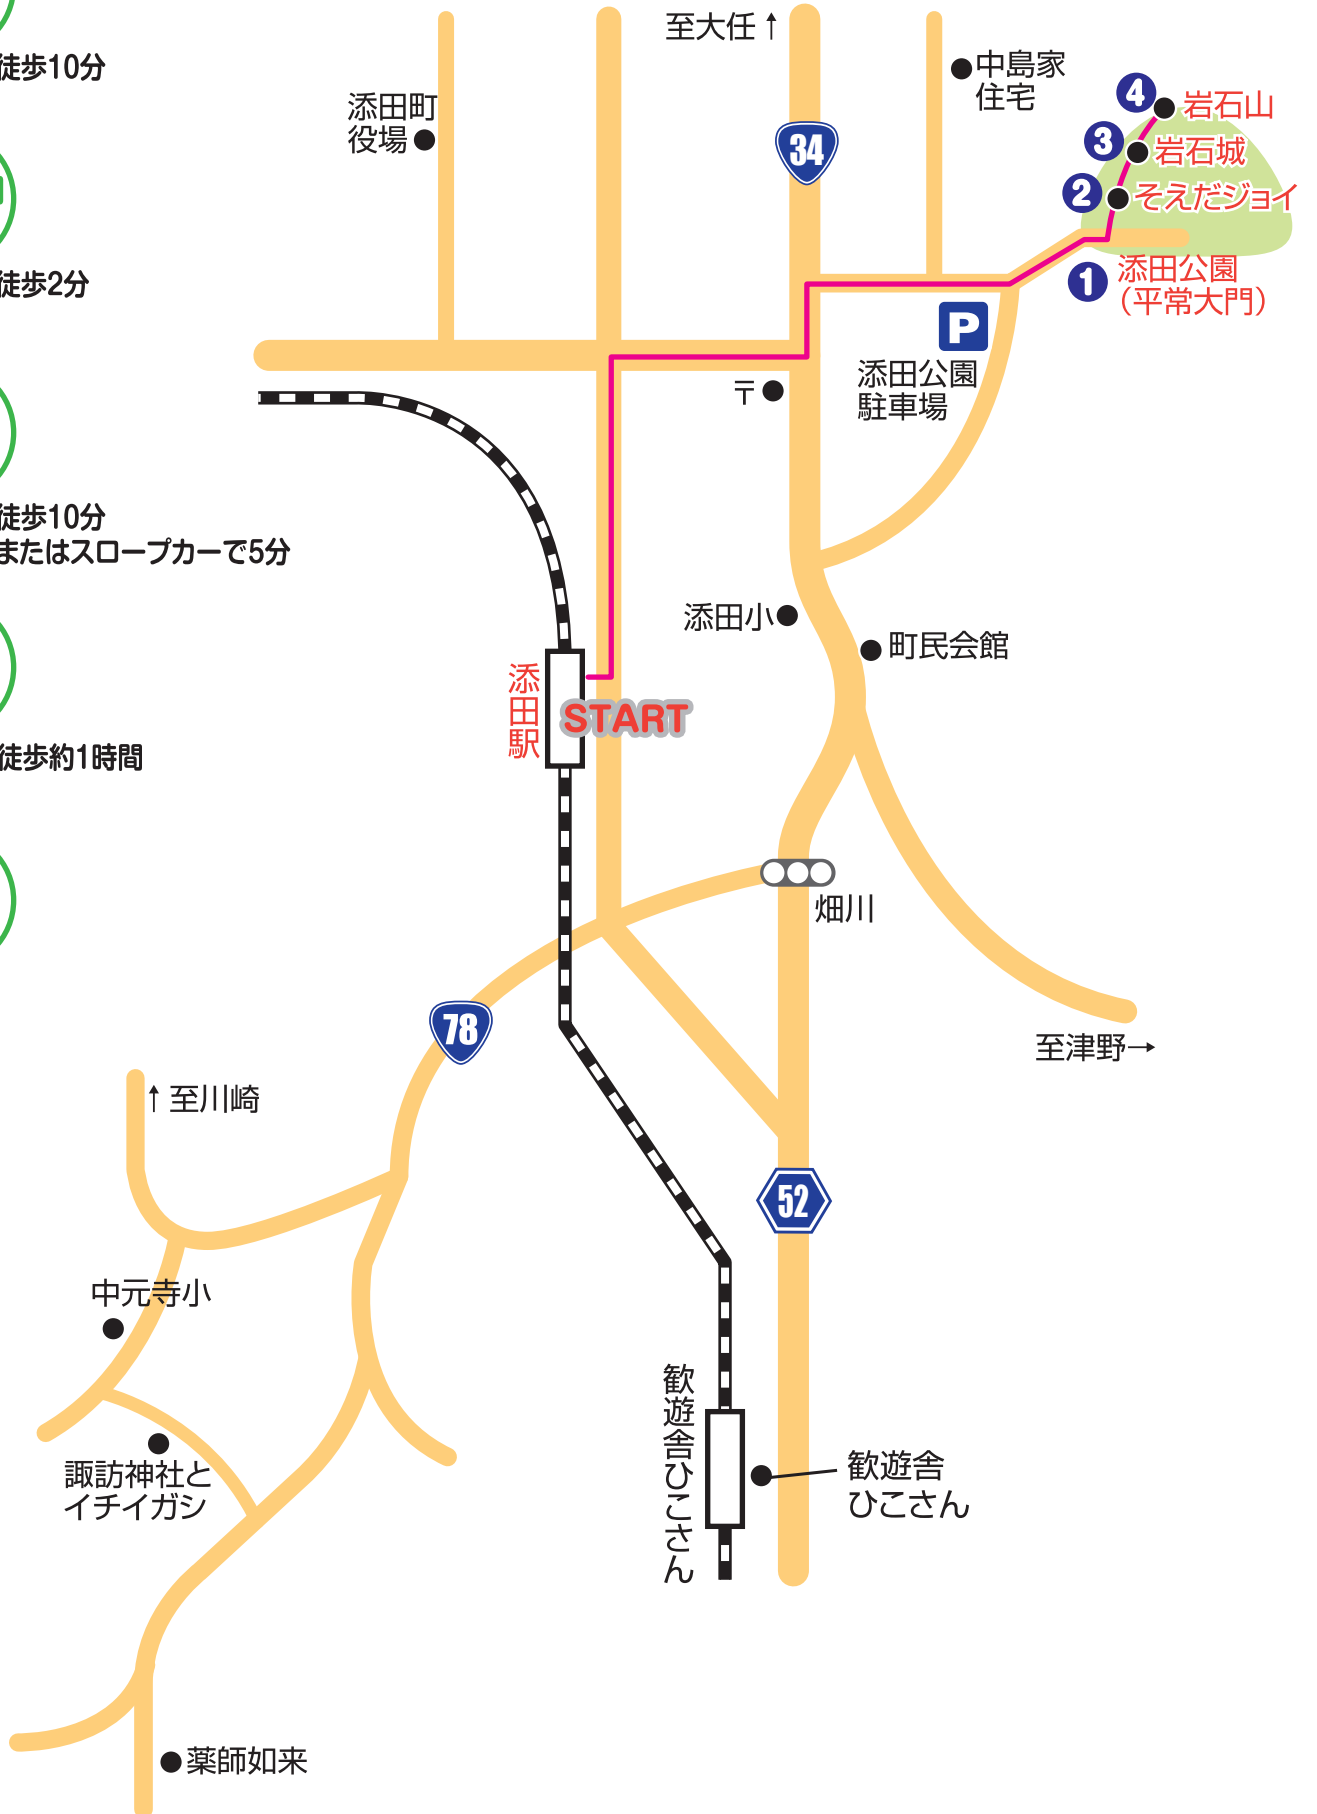 至大任↑
徒歩10分
添田町
役場
34
中島家
住宅
4
岩石山
3
岩石城
2
そえだジョイ
1
添田公園
（平常大門）
徒歩2分
P
添田公園
駐車場
〒
徒歩10分
またはスロープカーで5分
添田小
町民会館
添田駅
START
徒歩約1時間
畑川
78
至津野→
↑至川崎
52
中元寺小
歓遊舎ひこさん
歓遊舎
ひこさん
諏訪神社と
イチイガシ
薬師如来